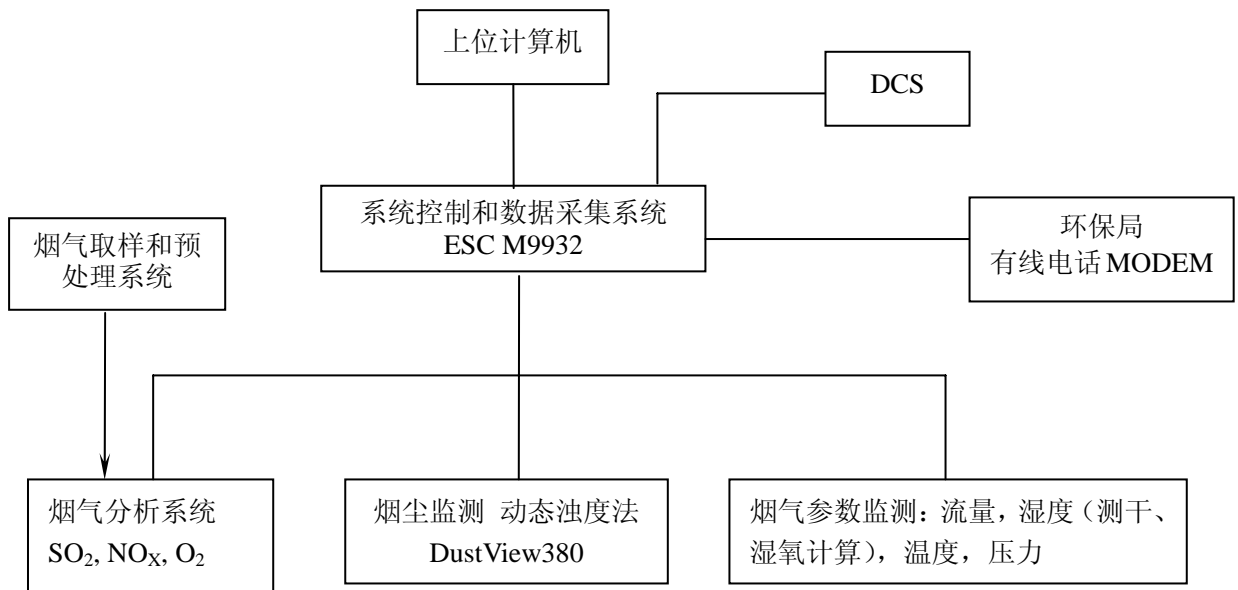 上位计算机
DCS
系统控制和数据采集系统
ESC M9932
烟气取样和预
处理系统
环保局
有线电话 MODEM
烟气分析系统
SO₂, NOX, O₂
烟尘监测 动态浊度法
DustView380
烟气参数监测：流量，湿度（测干、
湿氧计算），温度，压力